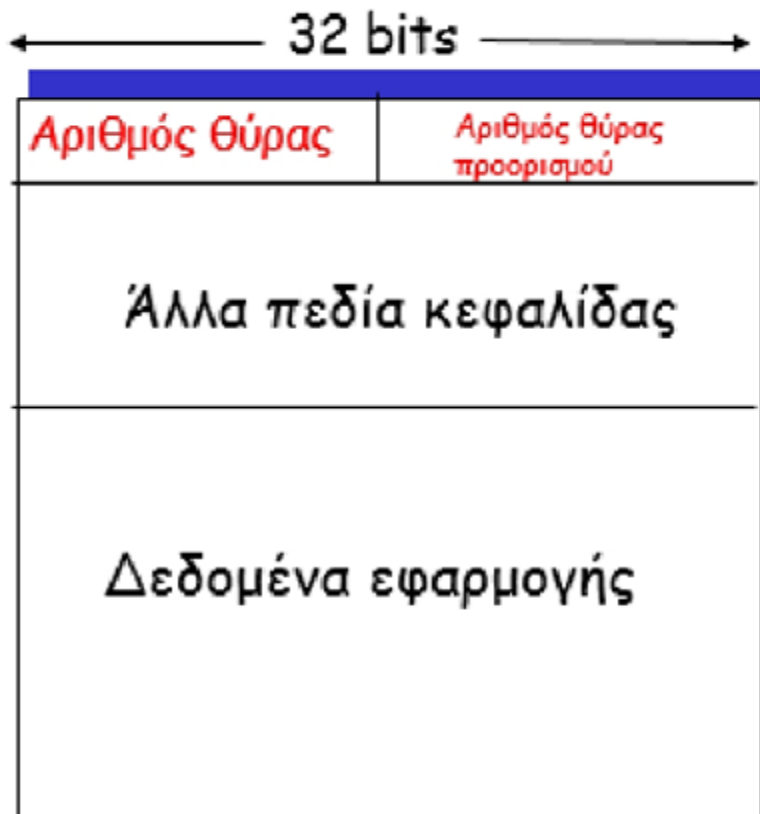 32 bits
Αριθμός θύρας
Αριθμός θύρας
προορισμού
Άλλα πεδία κεφαλίδας
Δεδομένα εφαρμογής